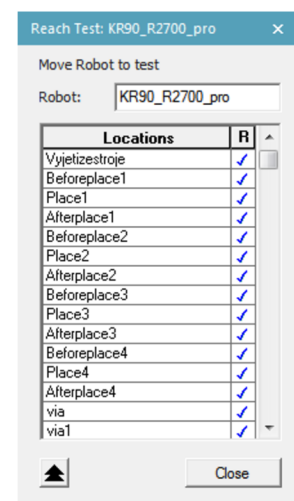 Reach Test: KR90_R2700_pro
Move Robot to test
Robot: KR90_R2700_pro
Locations R
Vyjetizestroje
Beforeplace1
Place1
Afterplace1
Beforeplace2
Place2
Afterplace2
Beforeplace3
Place3
Afterplace3
Beforeplace4
Place4
Afterplace4
via
via1
Close